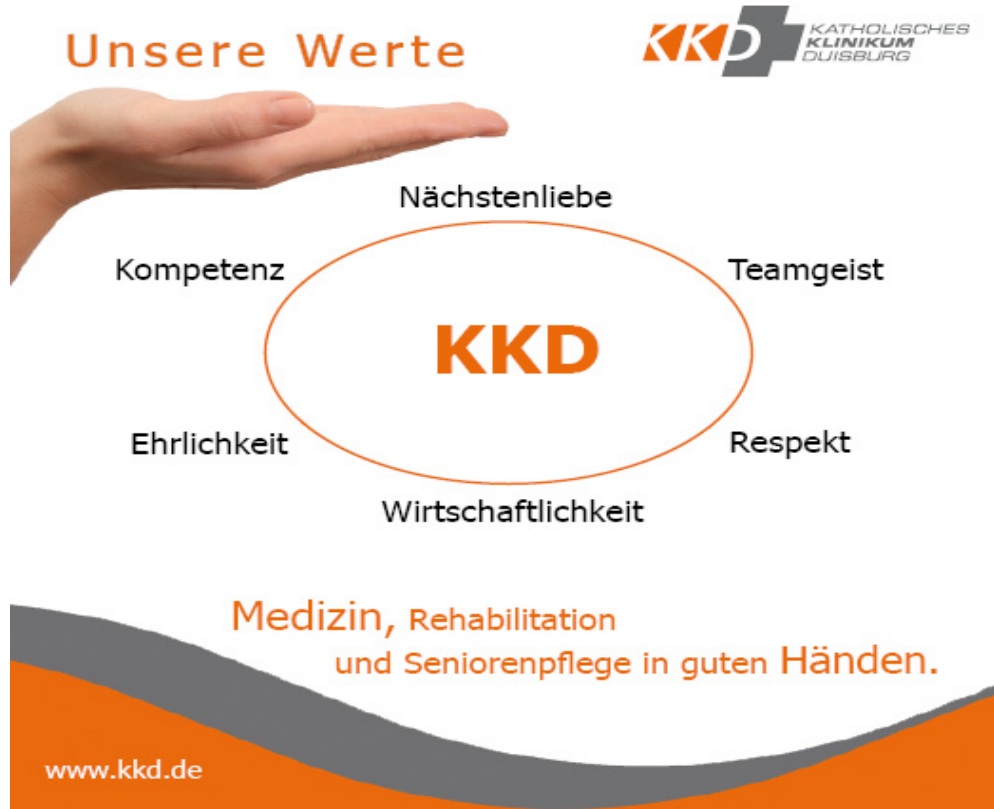 Unsere Werte
KKD KATHOLISCHES
KLINIKUM
DUISBURG
Nächstenliebe
Kompetenz
Teamgeist
KKD
Ehrlichkeit
Respekt
Wirtschaftlichkeit
Medizin, Rehabilitation
und Seniorenpflege in guten Händen.
www.kkd.de